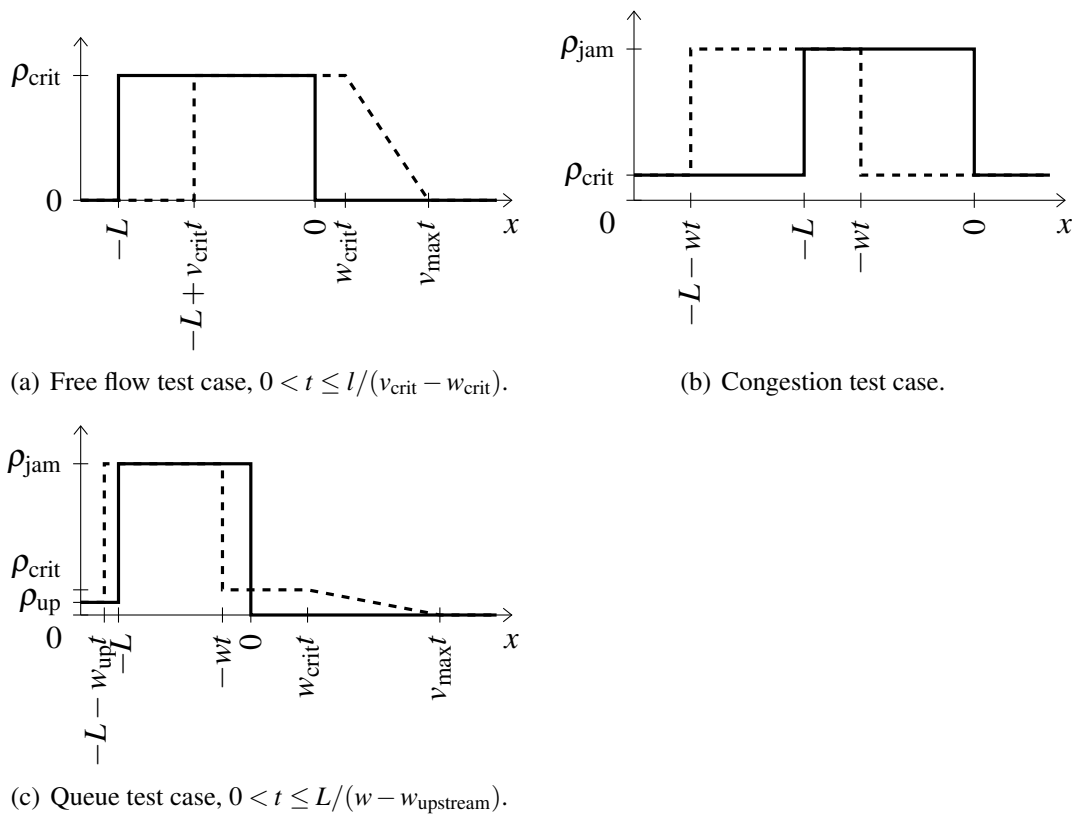 ρcrit
0
−L
−L + vcritt
0
wcritt
vmaxt
x
(a) Free flow test case, 0 < t ≤ l/(vcrit − wcrit).
ρjam
ρcrit
0
−L − wt
−L
−wt
0
x
(b) Congestion test case.
ρjam
ρcrit
ρup
0
−L − wupt
−L
−wt
0
wcritt
vmaxt
x
(c) Queue test case, 0 < t ≤ L/(w − wupstream).